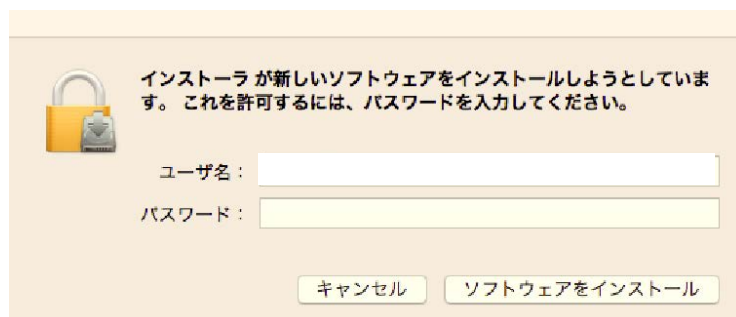 インストーラ が新しいソフトウェアをインストールしようとしていま
す。 これを許可するには、パスワードを入力してください。
ユーザ名：
パスワード：
キャンセル
ソフトウェアをインストール